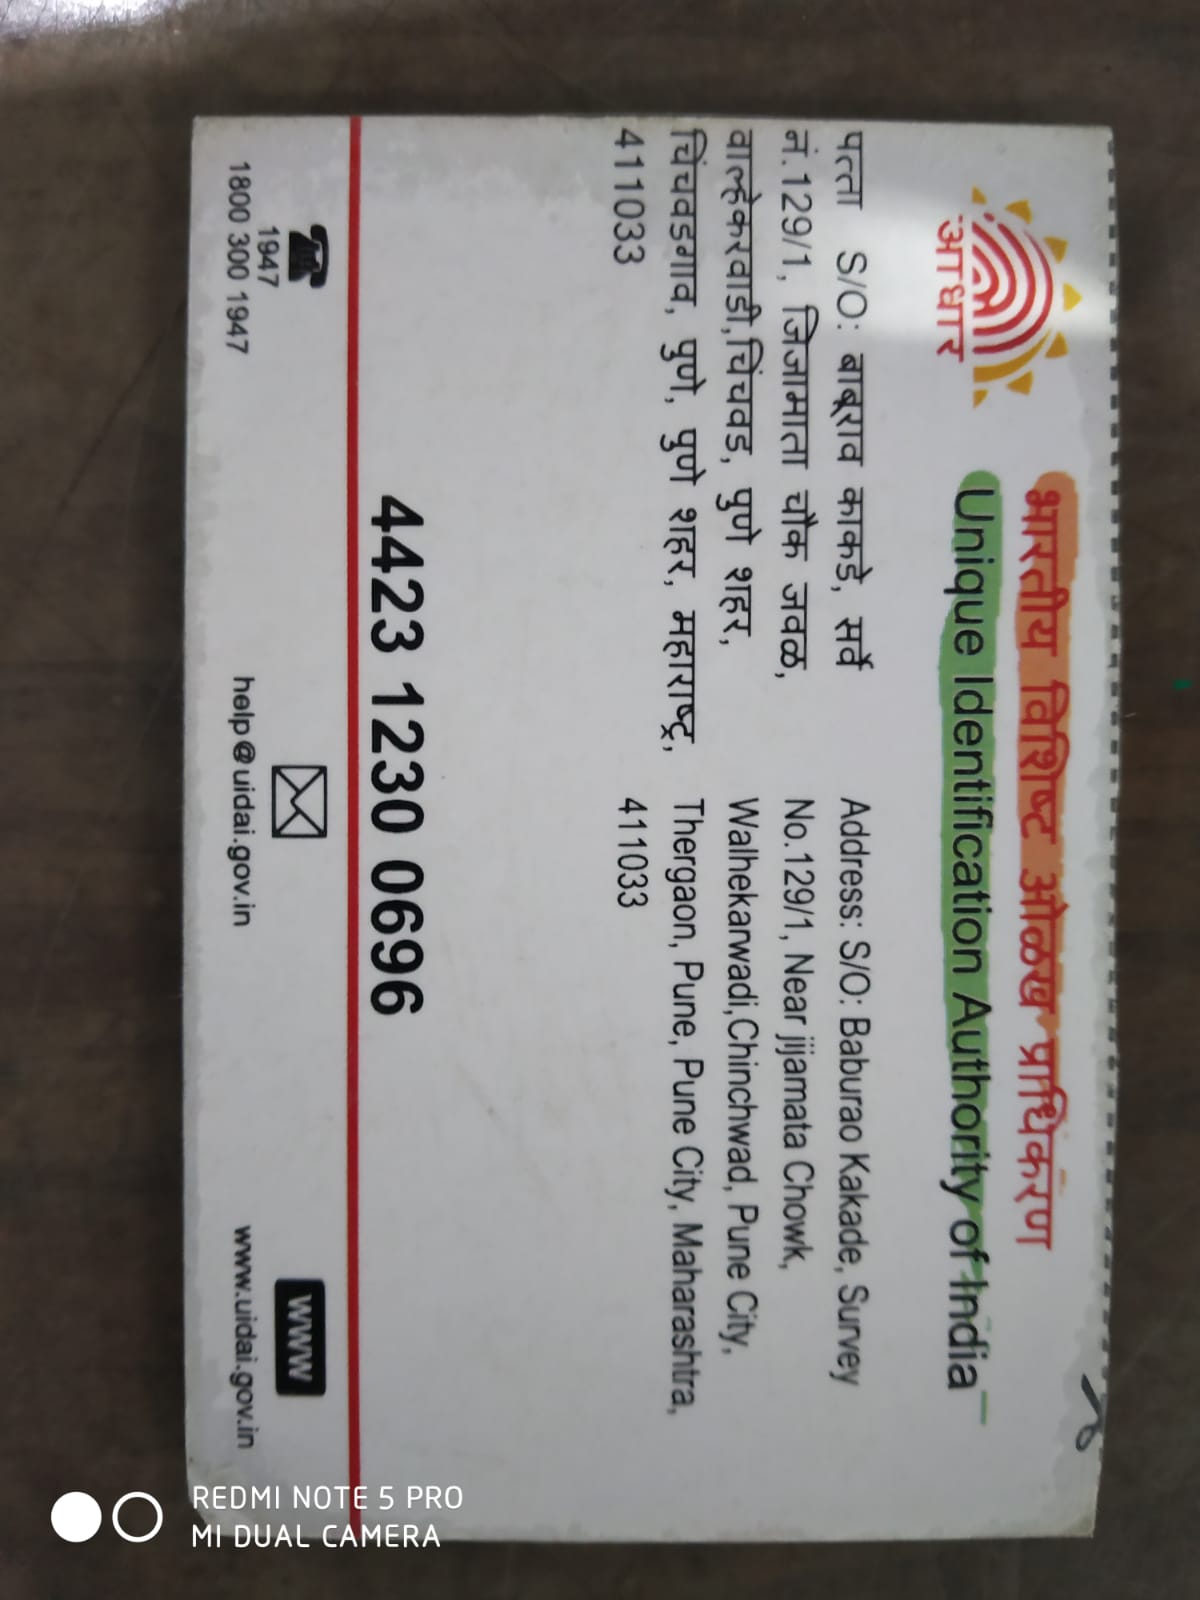 भारतीय विशिष्ट ओळख प्राधिकरण
Unique Identification Authority of India
आधार
पत्ता S/O: बाबूराव काकडे, सर्वे
नं.129/1, जिजामाता चौक जवळ,
वाल्हेकरवाडी,चिंचवड, पुणे शहर,
चिंचवडगाव, पुणे, पुणे शहर, महाराष्ट्र,
411033
Address: S/O: Baburao Kakade, Survey
No.129/1, Near jijamata Chowk,
Walhekarwadi,Chinchwad, Pune City,
Thergaon, Pune, Pune City, Maharashtra,
411033
4423 1230 0696
1947
1800 300 1947
help@uidai.gov.in
WWW
www.uidai.gov.in
REDMI NOTE 5 PRO
MI DUAL CAMERA